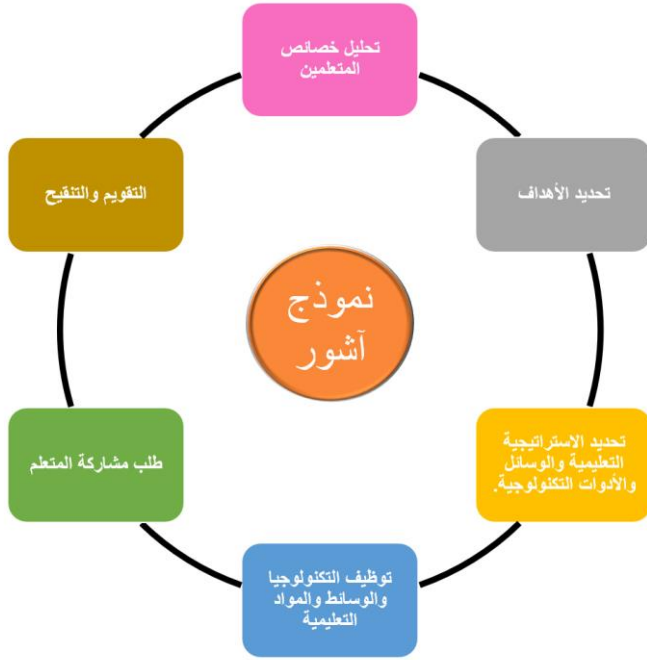 تحليل خصائص
المتعلمين
تحديد الأهداف
تحديد الاستراتيجية
التعليمية والوسائل
والأدوات التكنولوجية.
توظيف التكنولوجيا
والوسائط والمواد
التعليمية
طلب مشاركة المتعلم
التقويم والتنقيح
نموذج
آشور